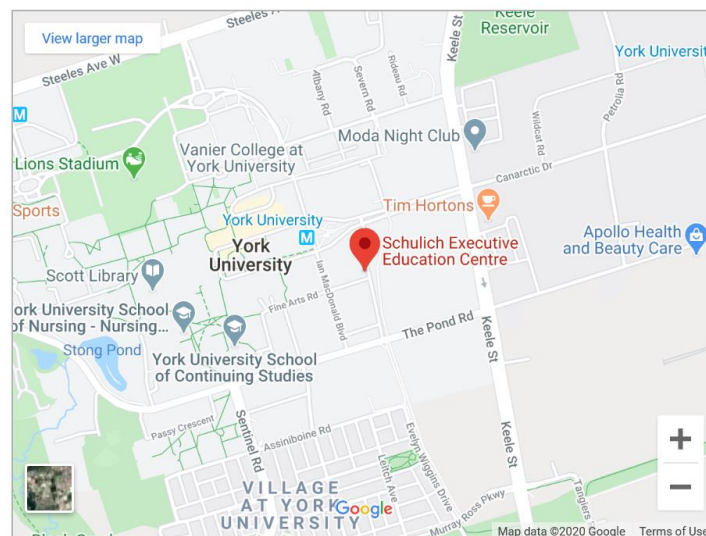 View larger map
Steeles Ave W
Steeles Ave W
Albany Rd
Severn Rd
Rideau Rd
Keele St
Keele
Reservoir
York Universit
Petrolia Rd
Wildcat Rd
Moda Night Club
Lions Stadium
Vanier College at
York University
Canarctic Dr
Sports
York University
Tim Hortons
York
University
Schulich Executive
Education Centre
Apollo Health
and Beauty Care
Scott Library
Ian MacDonald Blvd
Fine Arts Rd
ork University School
of Nursing - Nursing...
The Pond Rd
Keele St
Stong Pond
York University School
of Continuing Studies
Passy Crescent
Sentinel Rd
Assiniboine Rd
Evelyn Wiggins Drive
Leitch Ave
VILLAGE
AT YORK
UNIVERSITY
Google
Murray Ross Pkwy
Tangiers
Map data ©2020 Google
Terms of Use